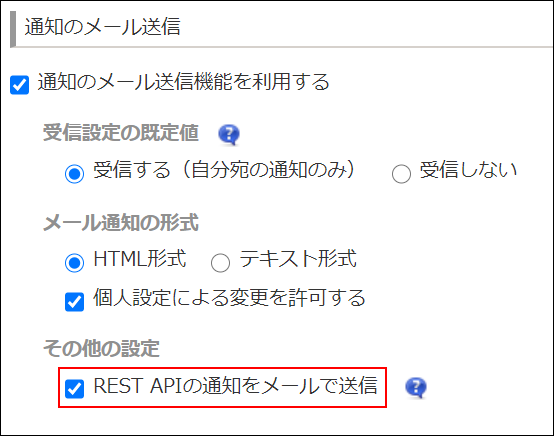 通知のメール送信
通知のメール送信機能を利用する
受信設定の既定値 ?
受信する（自分宛の通知のみ） 受信しない
メール通知の形式
HTML形式 テキスト形式
個人設定による変更を許可する
その他の設定
REST APIの通知をメールで送信 ?